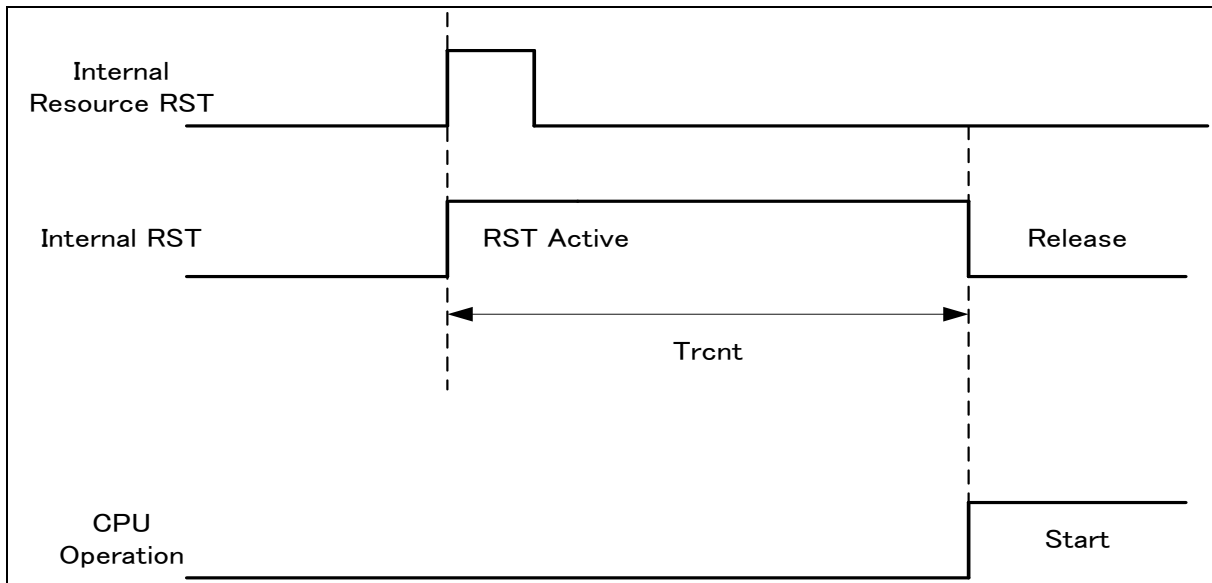 Internal
Resource RST
Internal RST
RST Active
Release
Trcnt
CPU
Operation
Start